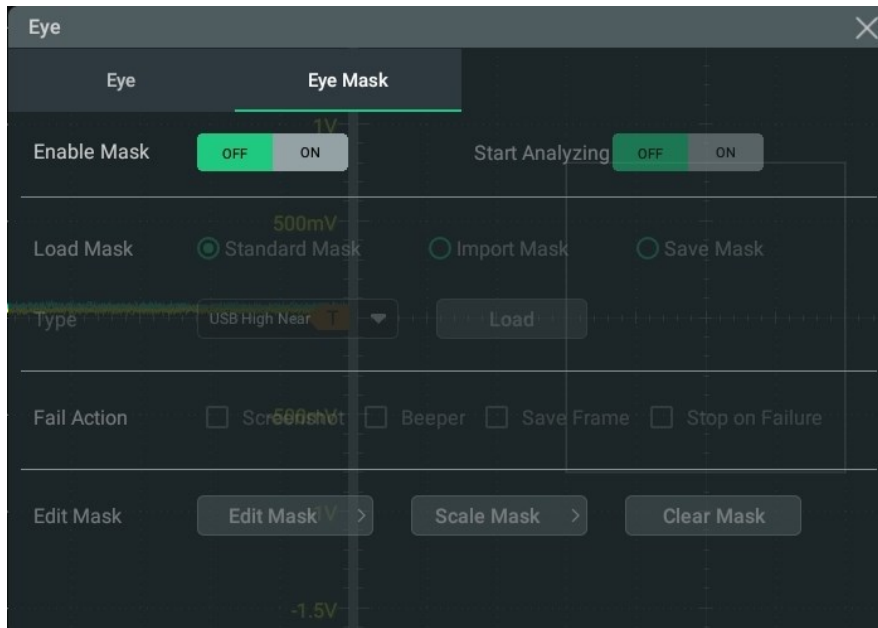 Eye
Eye Eye Mask
1V
Enable Mask OFF ON Start Analyzing OFF ON
500mV
Load Mask Standard Mask Import Mask Save Mask
Type USB High Near T Load
Fail Action Screenshot Beeper Save Frame Stop on Failure
-500mV
Edit Mask Edit Mask > Scale Mask > Clear Mask
-1V
-1.5V